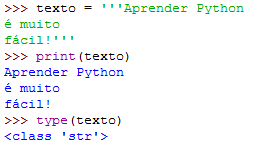 >>> texto = '''Aprender Python
é muito
fácil!'''
>>> print(texto)
Aprender Python
é muito
fácil!
>>> type(texto)
<class 'str'>